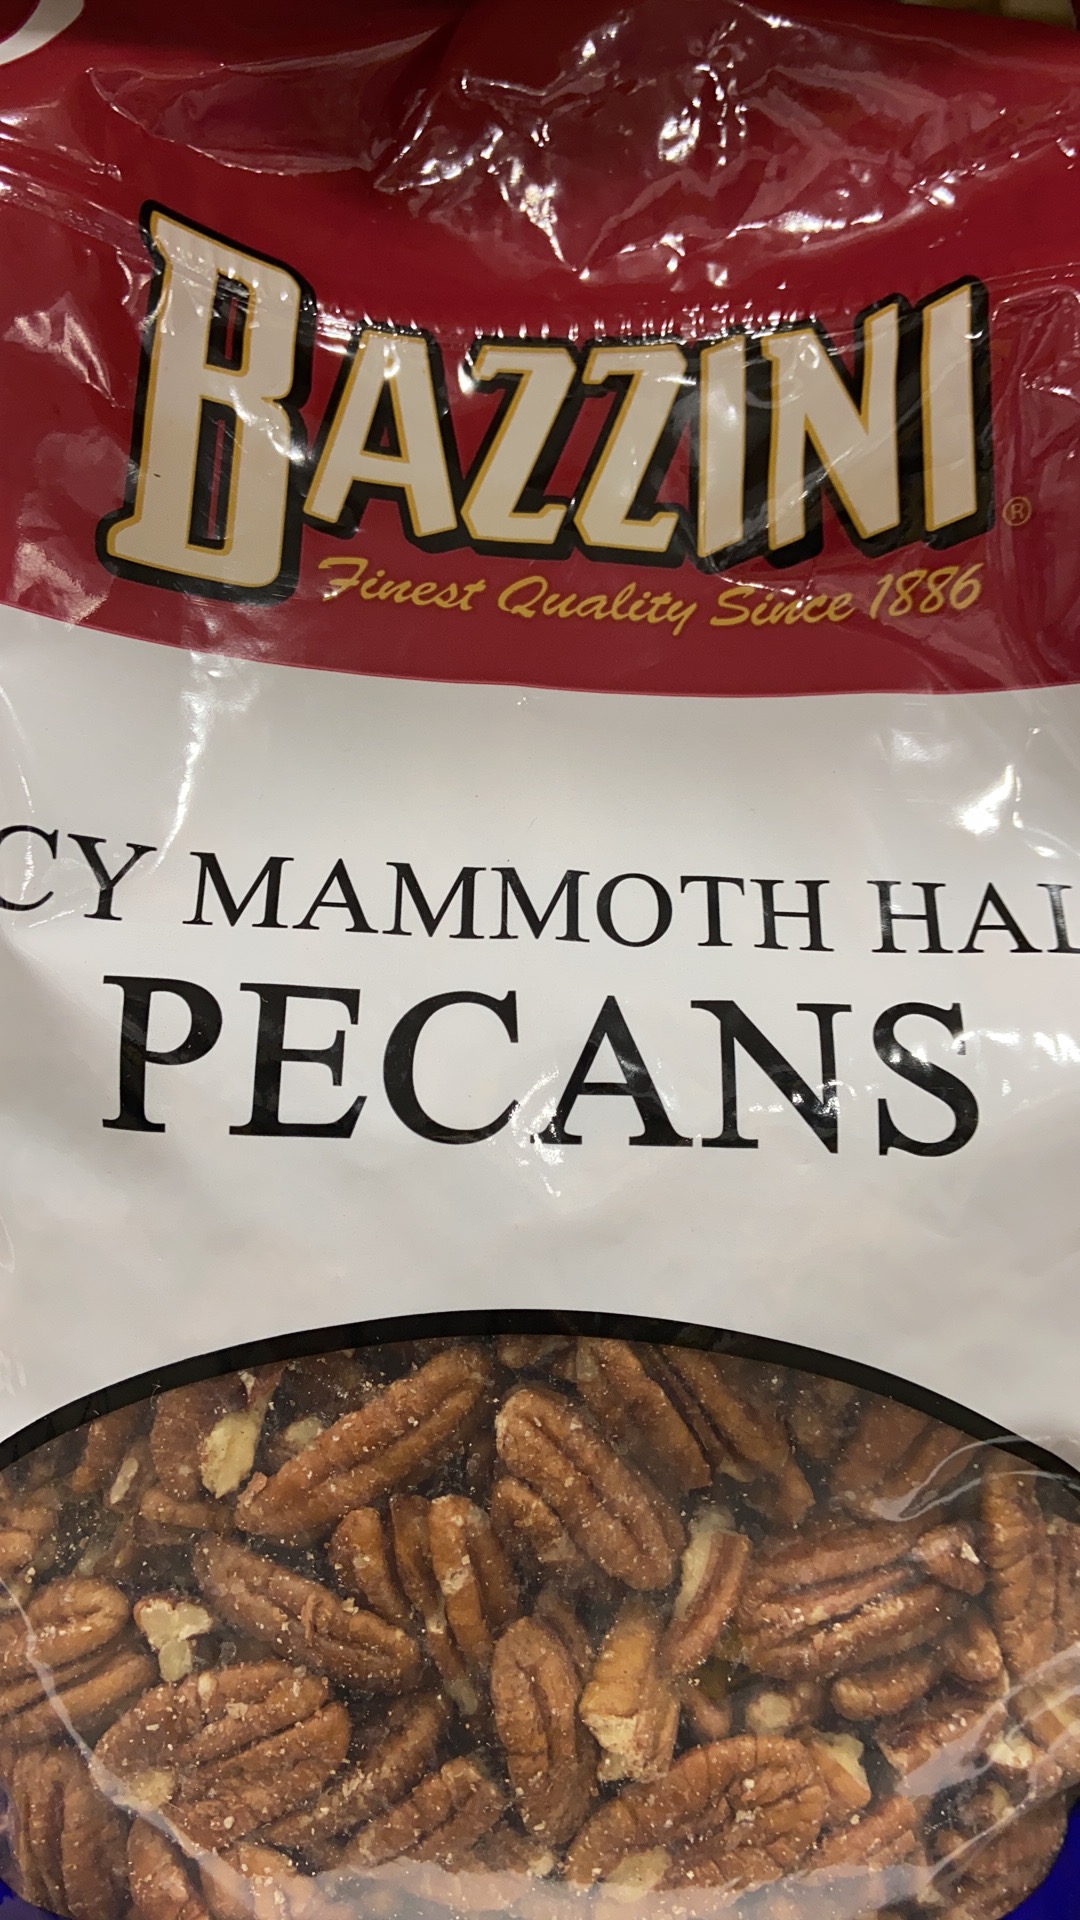 BAZZINI®
Finest Quality Since 1886
CY MAMMOTH HAL
PECANS